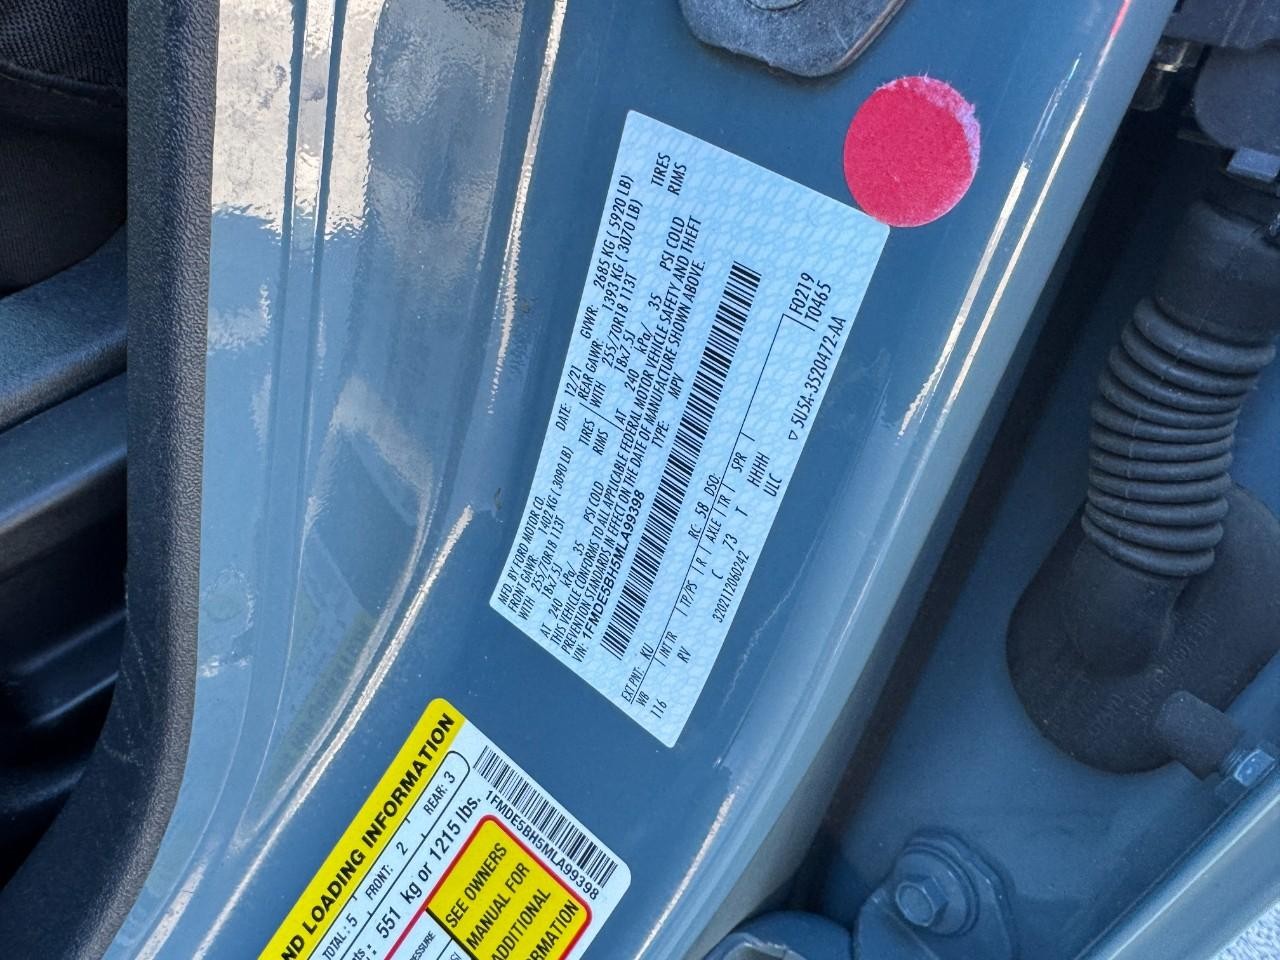 MFD. BY FORD MOTOR CO.
DATE: 12/21 GVWR: 2685 KG ( 5920 LB)
FRONT GAWR: 1402 KG ( 3090 LB) REAR GAWR: 1393 KG ( 3070 LB)
WITH 255/70R18 113T TIRES WITH 255/70R18 113T TIRES
18x7.5J RIMS 18x7.5J RIMS
AT 240 kPa/ 35 PSI COLD AT 240 kPa/ 35 PSI COLD
THIS VEHICLE CONFORMS TO ALL APPLICABLE FEDERAL MOTOR VEHICLE SAFETY AND THEFT
PREVENTION STANDARDS IN EFFECT ON THE DATE OF MANUFACTURE SHOWN ABOVE.
VIN: 1FMDE5BH5MLA99398 TYPE: MPV
EXT PNT: KU RC: 58 DSO: F0219
WB INT TR TP/PS R AXLE TR SPR T0465
116 RV C 73 T HHHH
3202112060242 ULC
▽ 5U5A-3520472-AA
ND LOADING INFORMATION
TOTAL: 5 FRONT: 2 REAR: 3
551 kg or 1215 lbs.
1FMDE5BH5MLA99398
SEE OWNERS
MANUAL FOR
ADDITIONAL